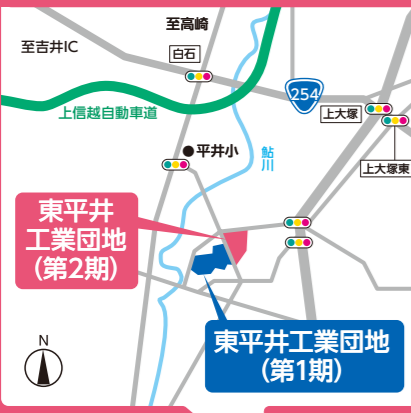 至高崎
至吉井IC
白石
254
上信越自動車道
上大塚
平井小
鮎川
上大塚東
東平井
工業団地
(第2期)
東平井工業団地
(第1期)
N